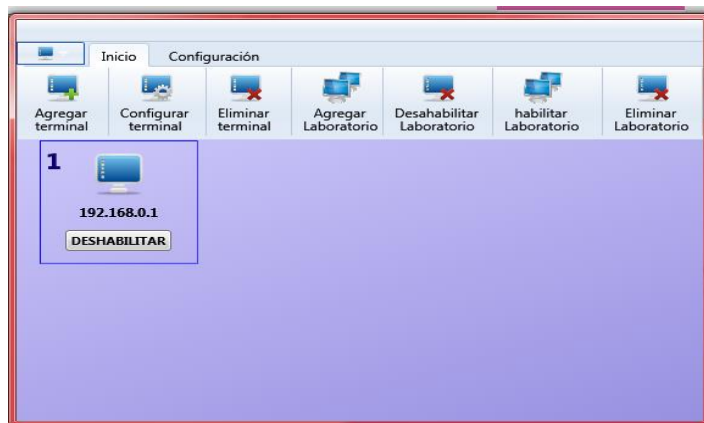 Inicio Configuración
Agregar terminal
Configurar terminal
Eliminar terminal
Agregar Laboratorio
Desahabilitar Laboratorio
habilitar Laboratorio
Eliminar Laboratorio
1
192.168.0.1
DESHABILITAR